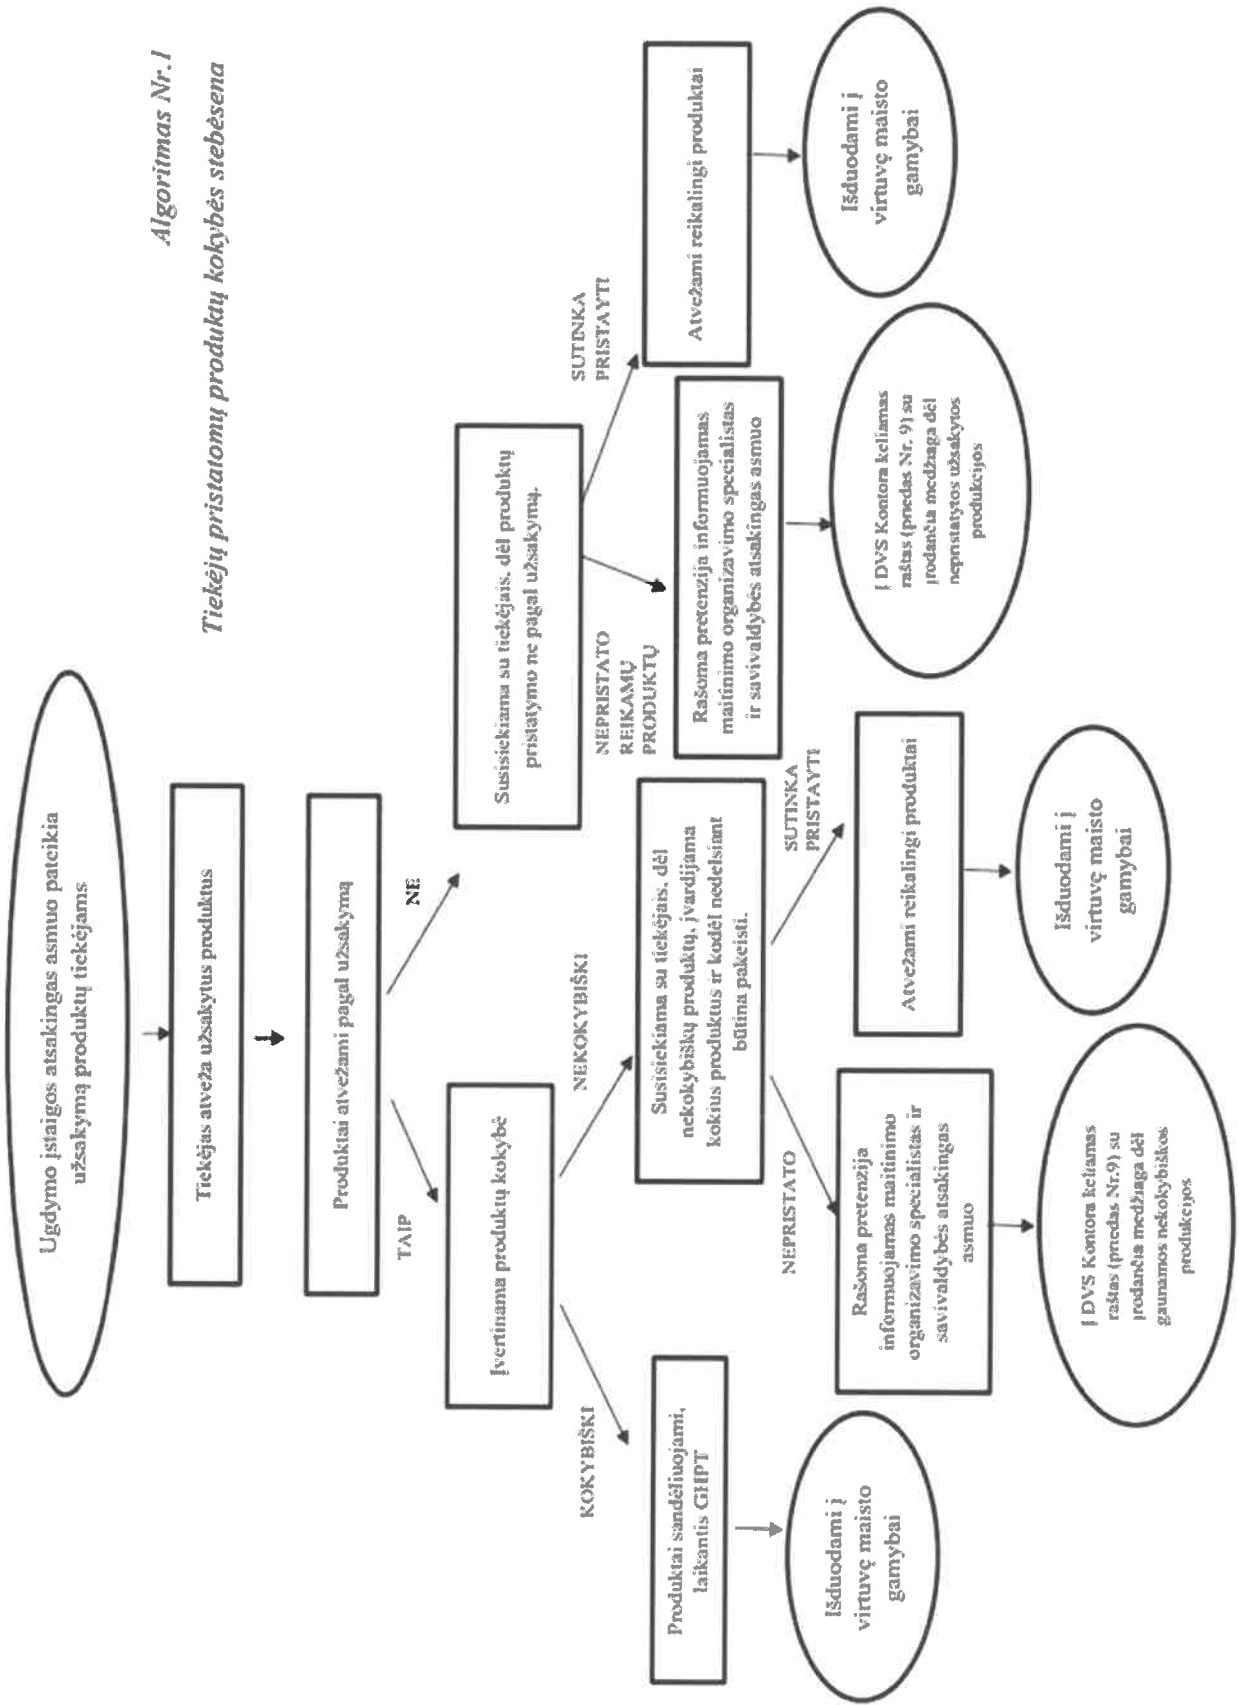 Algoritmas Nr.1
Tiekėjų pristatomų produktų kokybės stebėsena
Ugdymo įstaigos atsakingas asmuo pateikia
užsakymą produktų tiekėjams
Tiekėjas atveža užsakytus produktus
Produktai atvežami pagal užsakymą
TAIP
NE
Įvertinama produktų kokybė
Susisiekiama su tiekėjais, dėl produktų
pristatymo ne pagal užsakymą.
KOKYBIŠKI
NEKOKYBIŠKI
NEPRISTATO
REIKAMŲ
PRODUKTŲ
SUTINKA
PRISTAYTI
Produktai sandėliuojami,
laikantis GHPT
Susisiekiama su tiekėjais, dėl
nekokybiškų produktų, įvardijama
kokius produktus ir kodėl nedelsiant
būtina pakeisti.
Rašoma pretenzija informuojamas
maitinimo organizavimo specialistas
ir savivaldybės atsakingas asmuo
Atvežami reikalingi produktai
NEPRISTATO
SUTINKA
PRISTAYTI
Išduodami į
virtuvę maisto
gamybai
Rašoma pretenzija
informuojamas maitinimo
organizavimo specialistas ir
savivaldybės atsakingas
asmuo
Atvežami reikalingi produktai
Į DVS Kontora keliamas
raštas (priedas Nr. 9) su
įrodančia medžiaga dėl
nepristatytos užsakytos
produkcijos
Išduodami į
virtuvę maisto
gamybai
Į DVS Kontora keliamas
raštas (priedas Nr.9) su
įrodančia medžiaga dėl
gaunamos nekokybiškos
produkcijos
Išduodami į
virtuvę maisto
gamybai